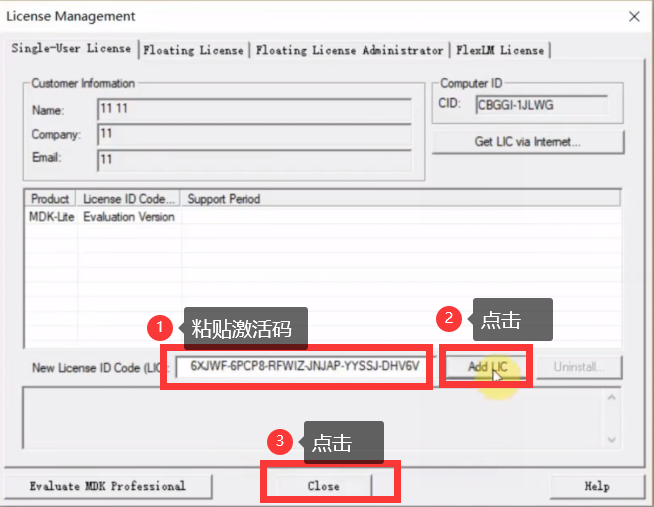 License Management
Single-User License Floating License Floating License Administrator FlexLM License
Customer Information
Name: 11 11
Company: 11
Email: 11
Computer ID
CID: CBGGI-1JLWG
Get LIC via Internet...
Product License ID Code... Support Period
MDK-Lite Evaluation Version
1 粘贴激活码
2 点击
New License ID Code (LIC): 6XJWF-6PCP8-RFWIZ-JNJAP-YYSSJ-DHV6V
Add LIC
Uninstall...
3 点击
Evaluate MDK Professional
Close
Help